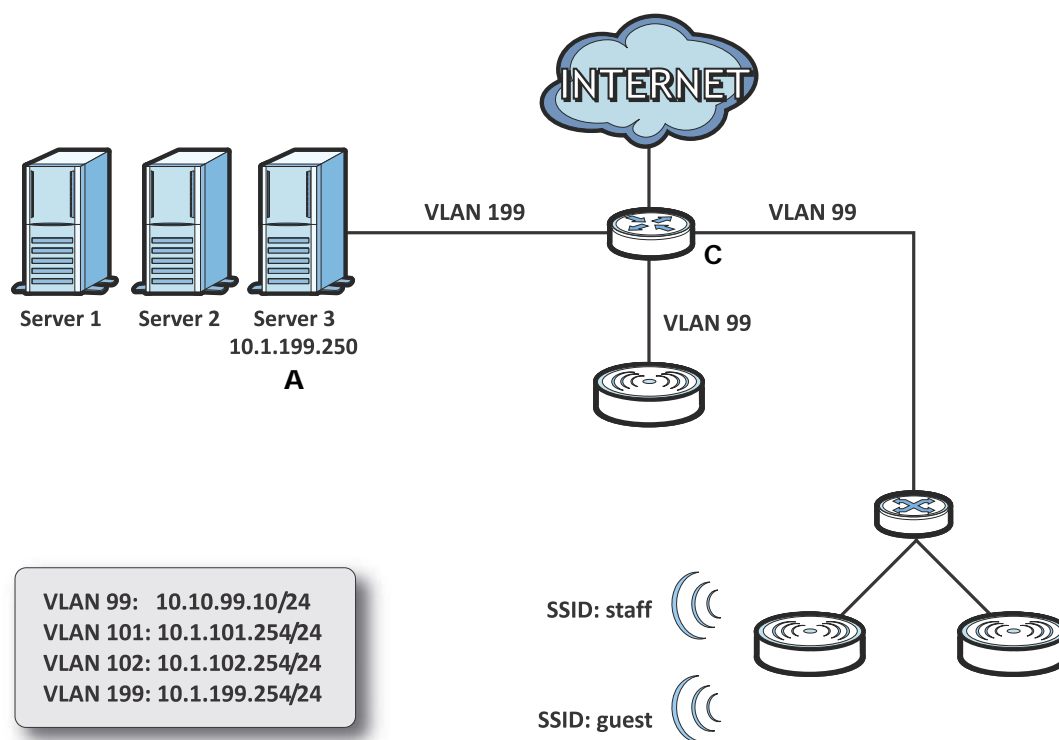 INTERNET
VLAN 199
VLAN 99
C
Server 1
Server 2
Server 3
10.1.199.250
A
VLAN 99
VLAN 99: 10.10.99.10/24
VLAN 101: 10.1.101.254/24
VLAN 102: 10.1.102.254/24
VLAN 199: 10.1.199.254/24
SSID: staff
SSID: guest